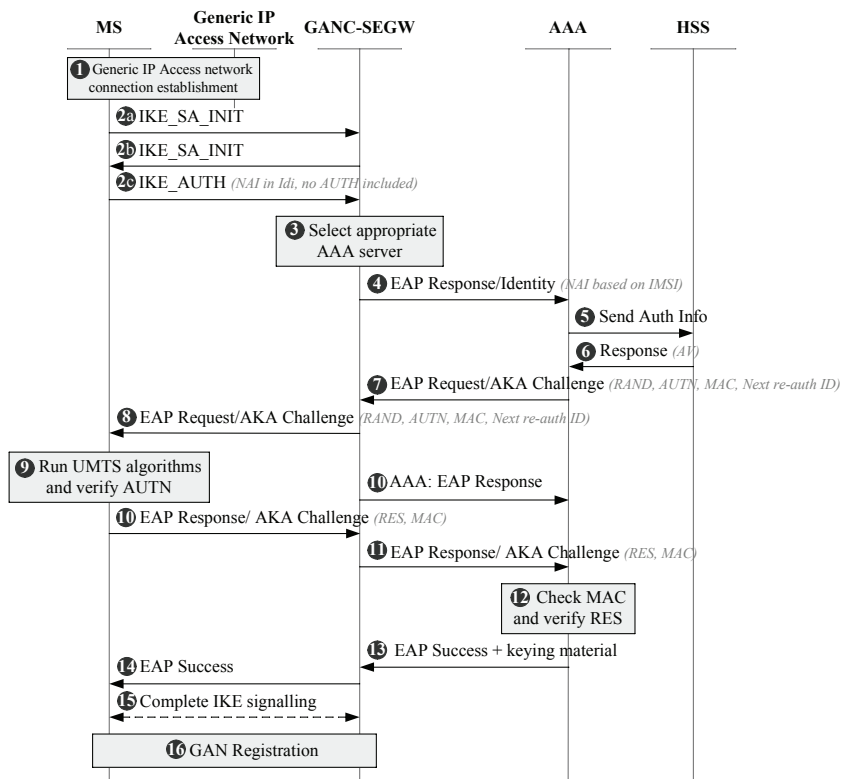 MS
Generic IP
Access Network
GANC-SEGW
AAA
HSS
1 Generic IP Access network
connection establishment
2a IKE_SA_INIT
2b IKE_SA_INIT
2c IKE_AUTH (NAI in Idi, no AUTH included)
3 Select appropriate
AAA server
4 EAP Response/Identity (NAI based on IMSI)
5 Send Auth Info
6 Response (AV)
7 EAP Request/AKA Challenge (RAND, AUTN, MAC, Next re-auth ID)
8 EAP Request/AKA Challenge (RAND, AUTN, MAC, Next re-auth ID)
9 Run UMTS algorithms
and verify AUTN
10 AAA: EAP Response
10 EAP Response/ AKA Challenge (RES, MAC)
11 EAP Response/ AKA Challenge (RES, MAC)
12 Check MAC
and verify RES
13 EAP Success + keying material
14 EAP Success
15 Complete IKE signalling
16 GAN Registration